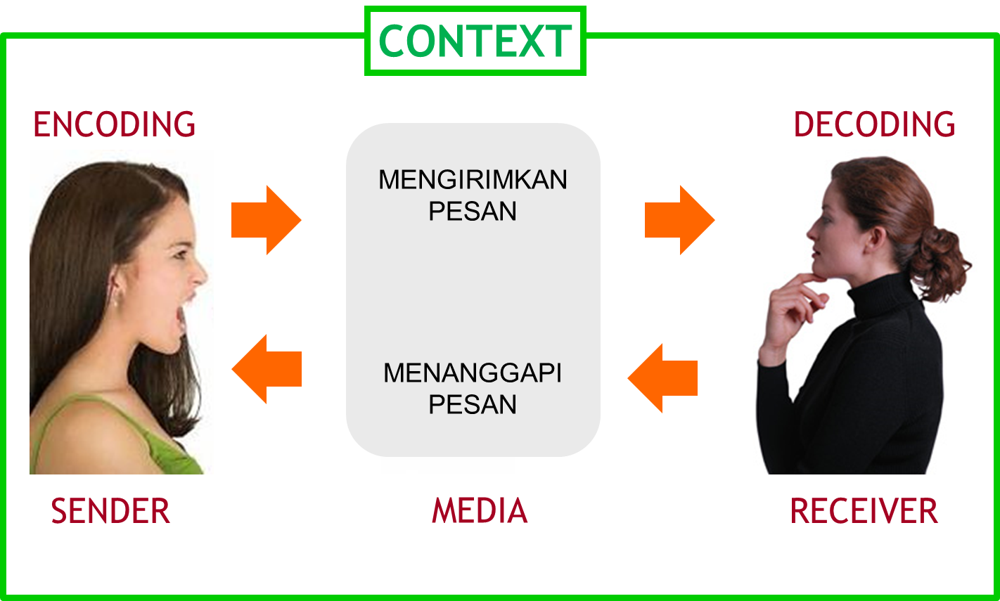 CONTEXT
ENCODING
DECODING
MENGIRIMKAN
PESAN
MENANGGAPI
PESAN
SENDER
MEDIA
RECEIVER